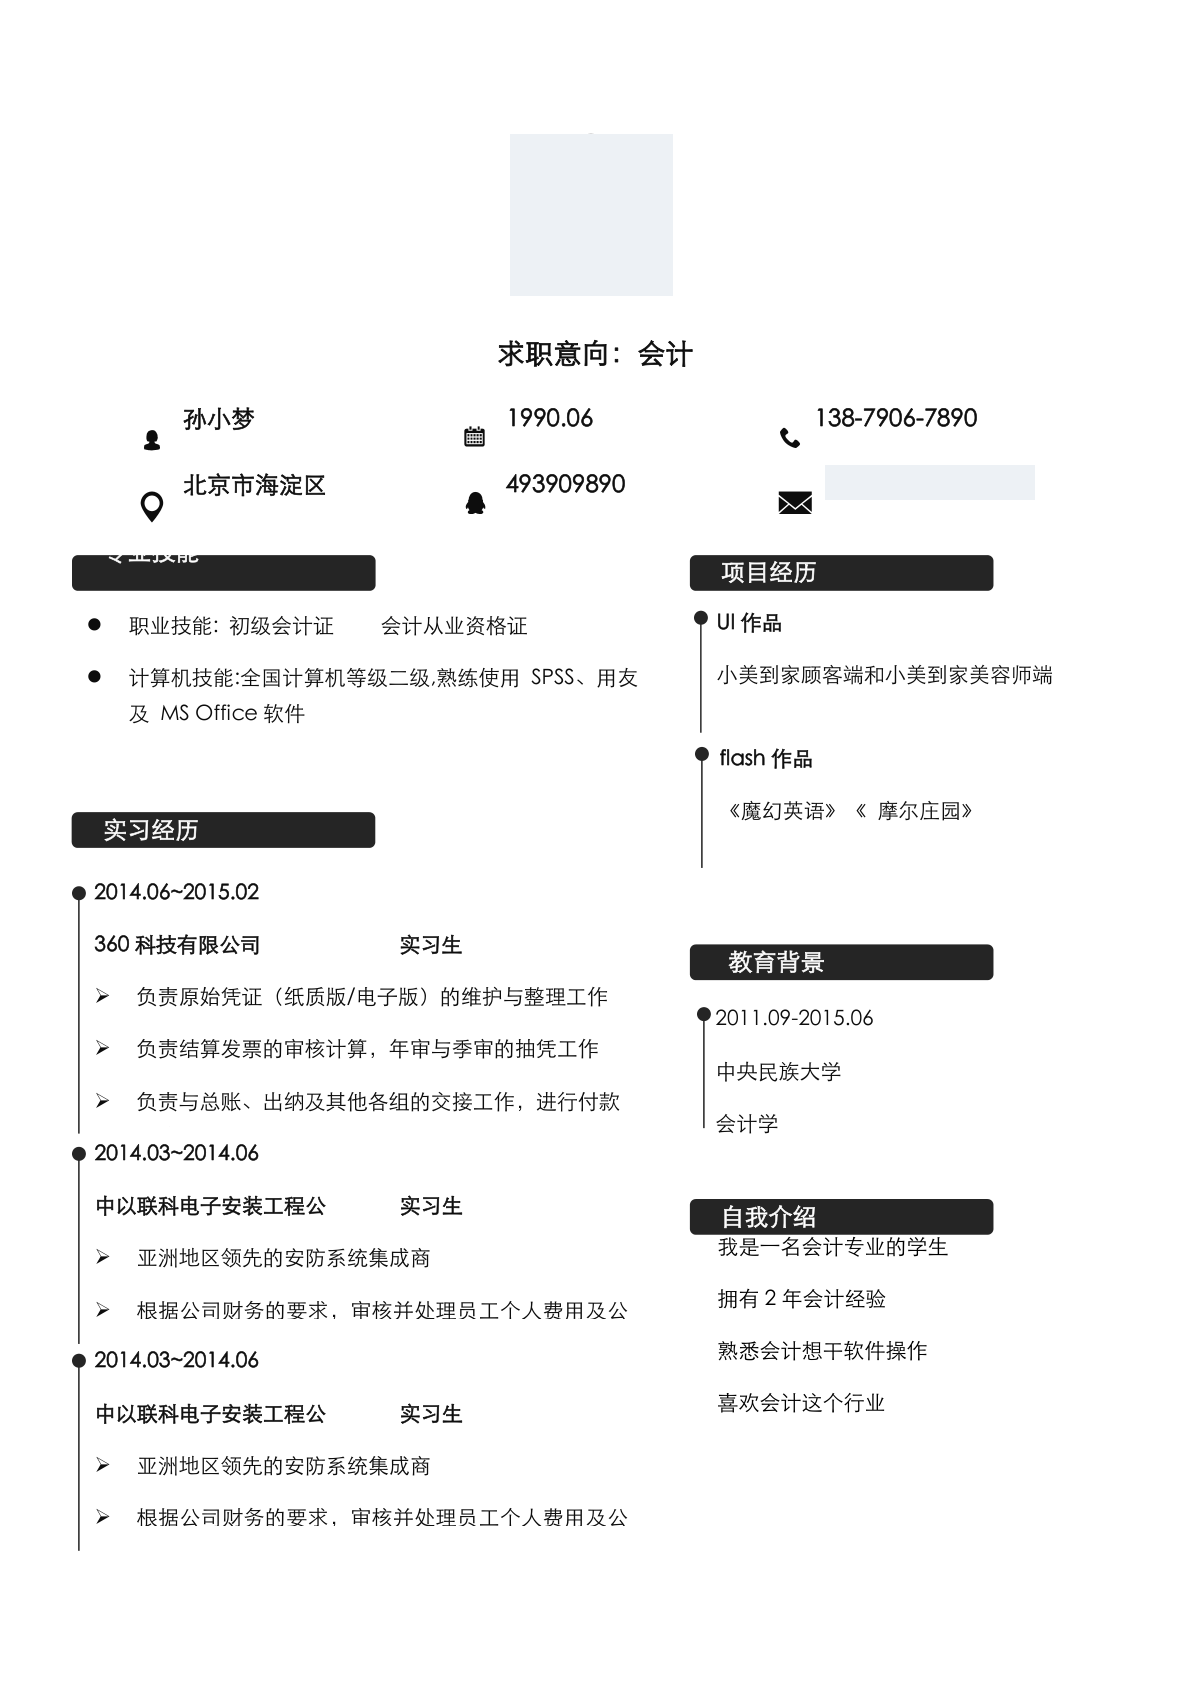 求职意向：会计
孙小梦
1990.06
138-7906-7890
北京市海淀区
493909890
专业技能
职业技能：初级会计证 会计从业资格证
计算机技能:全国计算机等级二级,熟练使用 SPSS、用友
及 MS Office 软件
实习经历
2014.06~2015.02
360 科技有限公司 实习生
负责原始凭证（纸质版/电子版）的维护与整理工作
负责结算发票的审核计算，年审与季审的抽凭工作
负责与总账、出纳及其他各组的交接工作，进行付款
2014.03~2014.06
中以联科电子安装工程公 实习生
亚洲地区领先的安防系统集成商
根据公司财务的要求，审核并处理员工个人费用及公
2014.03~2014.06
中以联科电子安装工程公 实习生
亚洲地区领先的安防系统集成商
根据公司财务的要求，审核并处理员工个人费用及公
项目经历
UI 作品
小美到家顾客端和小美到家美容师端
flash 作品
《魔幻英语》《 摩尔庄园》
教育背景
2011.09-2015.06
中央民族大学
会计学
自我介绍
我是一名会计专业的学生
拥有 2 年会计经验
熟悉会计想干软件操作
喜欢会计这个行业